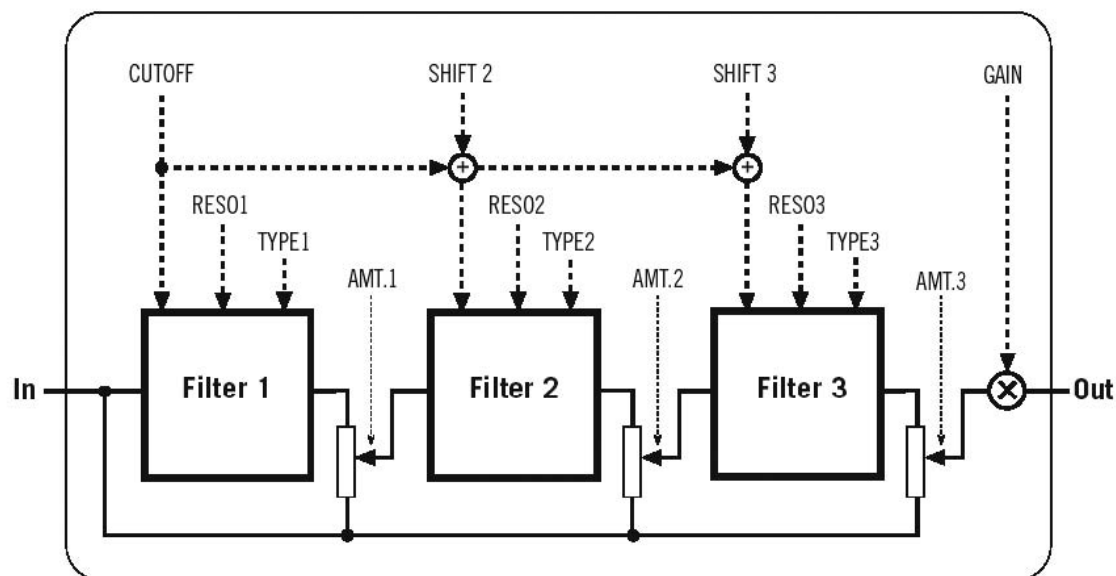 CUTOFF SHIFT 2 SHIFT 3 GAIN
+ +
RESO1 RESO2 RESO3
TYPE1 TYPE2 TYPE3
AMT.1 AMT.2 AMT.3
In Filter 1 Filter 2 Filter 3 × Out